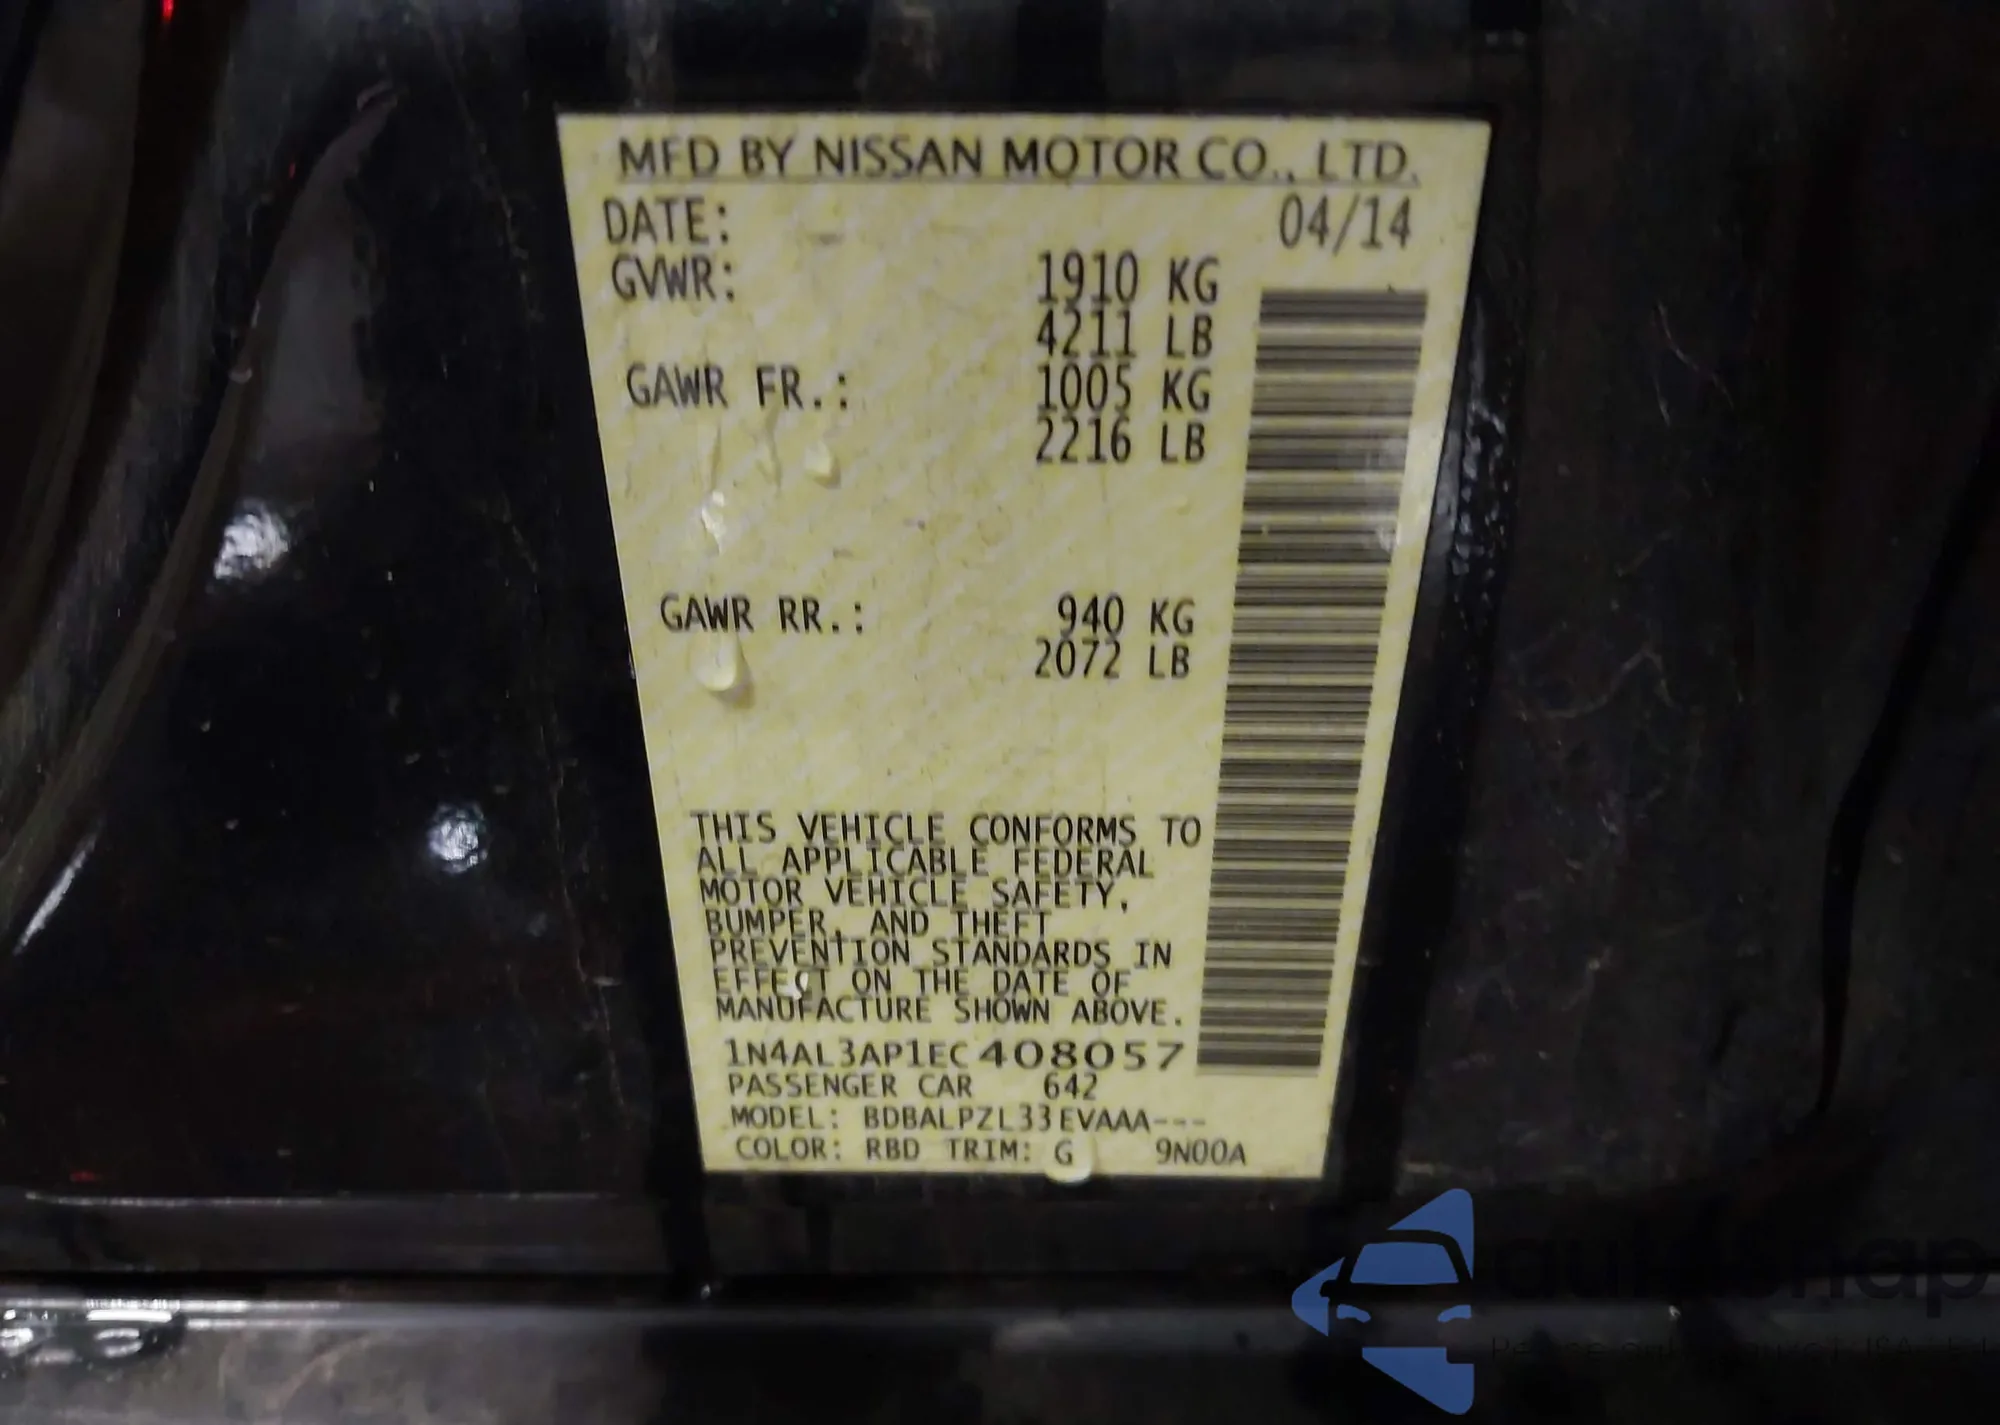 MFD BY NISSAN MOTOR CO., LTD.
DATE: 04/14
GVWR: 1910 KG
4211 LB
GAWR FR.: 1005 KG
2216 LB
GAWR RR.: 940 KG
2072 LB
THIS VEHICLE CONFORMS TO
ALL APPLICABLE FEDERAL
MOTOR VEHICLE SAFETY,
BUMPER, AND THEFT
PREVENTION STANDARDS IN
EFFECT ON THE DATE OF
MANUFACTURE SHOWN ABOVE.
1N4AL3AP1EC408057
PASSENGER CAR 642
MODEL: BDBALPZL33EVAAA---
COLOR: RBD TRIM: G 9N00A